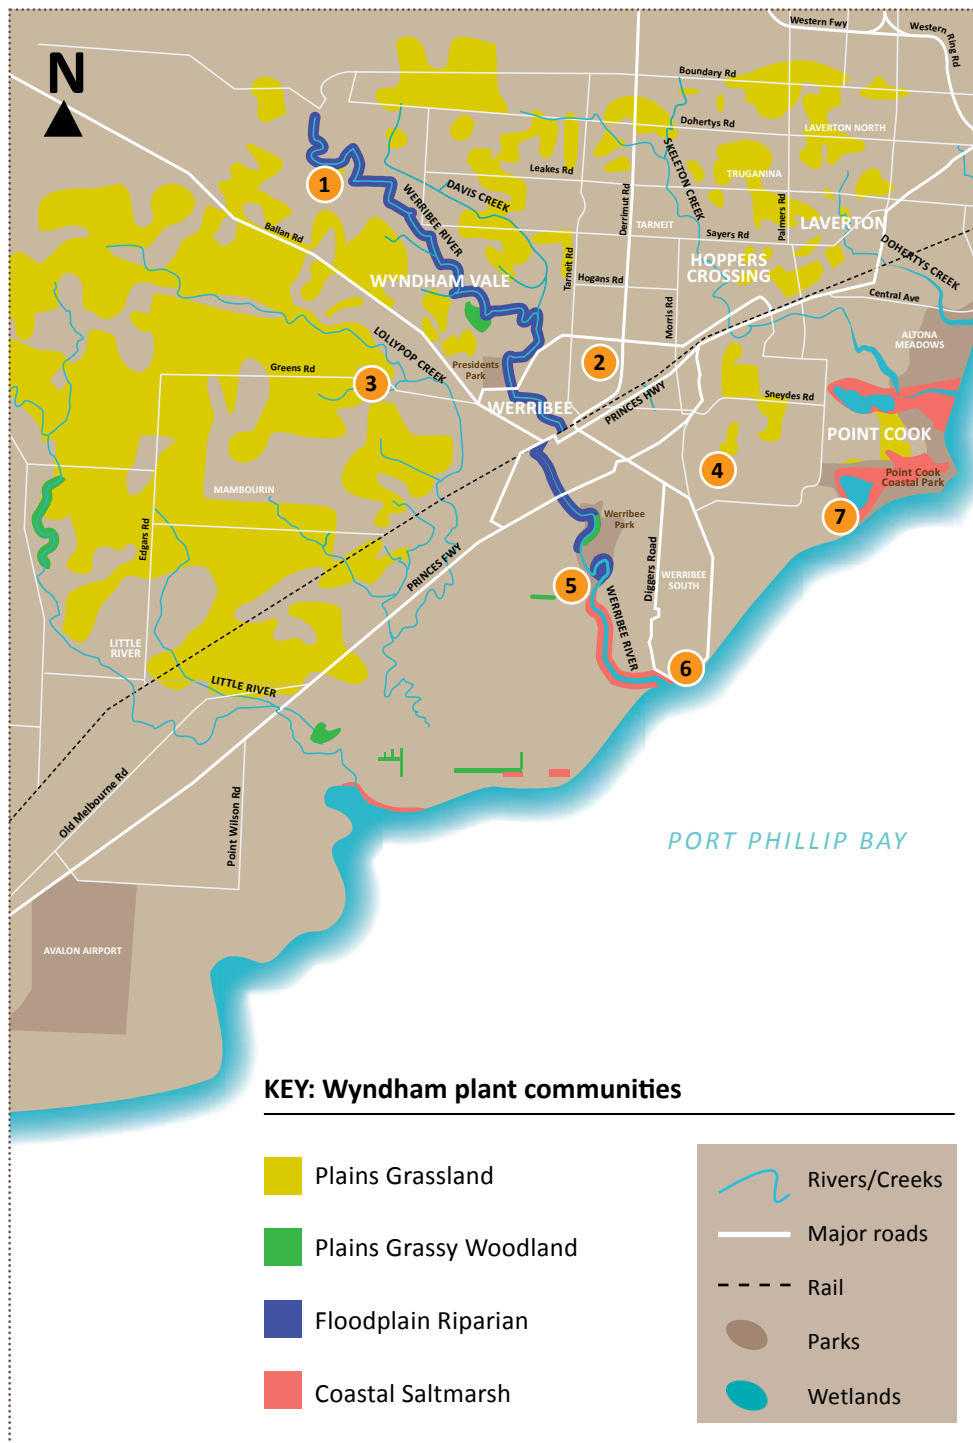 N
Western Fwy
Western Ring Rd
Boundary Rd
Dohertys Rd
LAVERTON NORTH
SKELETON CREEK
Leakes Rd
TRUGANINA
1
DAVIS CREEK
WERRIBEE RIVER
Derrimut Rd
Palmers Rd
TARNEIT
Sayers Rd
LAVERTON
Ballan Rd
DOHERTYS CREEK
Tarneit Rd
HOPPERS
CROSSING
WYNDHAM VALE
Hogans Rd
Central Ave
Morris Rd
LOLLYPOP CREEK
ALTONA
MEADOWS
2
Presidents
Park
Greens Rd
3
PRINCES HWY
Sneydes Rd
WERRIBEE
POINT COOK
4
Point Cook
Coastal Park
MAMBOURIN
7
Werribee
Park
Edgars Rd
PRINCES FWY
Diggers Road
WERRIBEE
SOUTH
5
WERRIBEE RIVER
LITTLE
RIVER
6
LITTLE RIVER
Old Melbourne Rd
Point Wilson Rd
PORT PHILLIP BAY
AVALON AIRPORT
KEY: Wyndham plant communities
Plains Grassland
Plains Grassy Woodland
Floodplain Riparian
Coastal Saltmarsh
Rivers/Creeks
Major roads
Rail
Parks
Wetlands